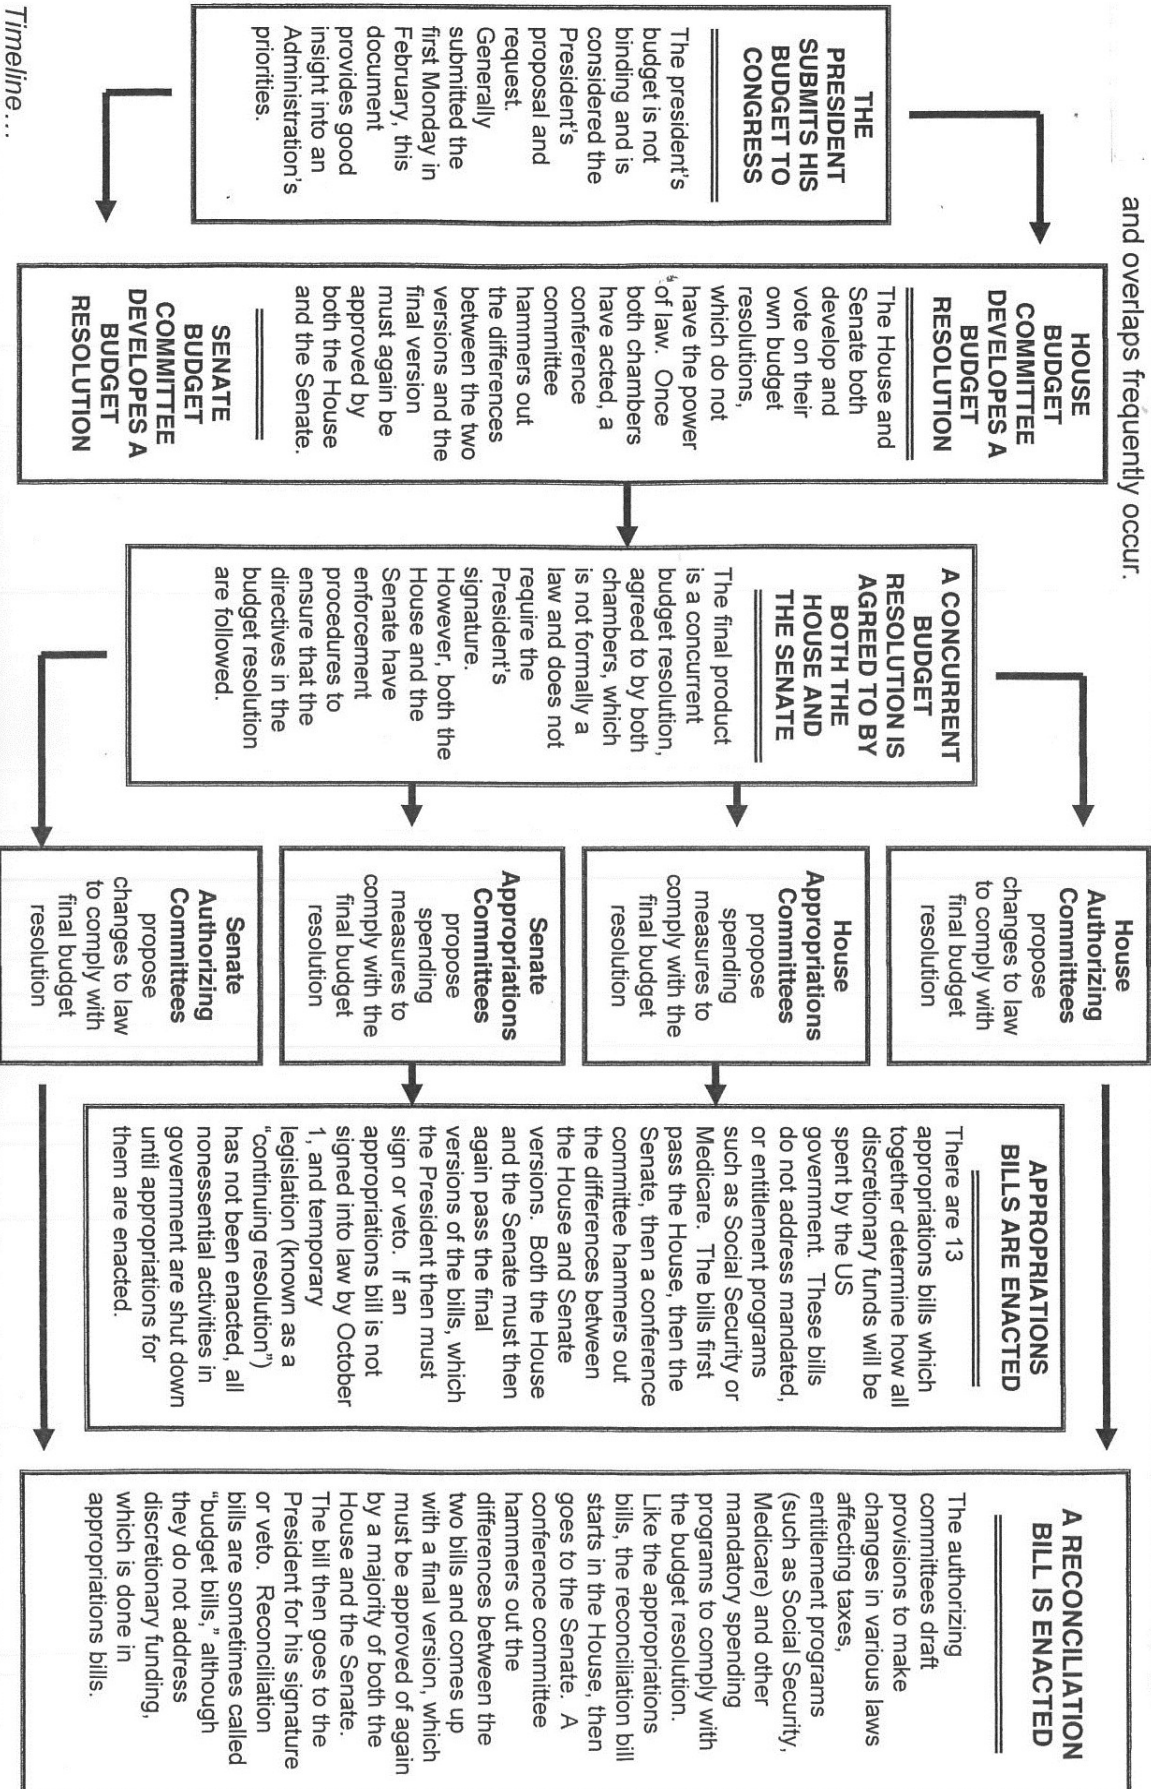 and overlaps frequently occur.
THE
PRESIDENT
SUBMITS HIS
BUDGET TO
CONGRESS
The president's
budget is not
binding and is
considered the
President's
proposal and
request.
Generally
submitted the
first Monday in
February, this
document
provides good
insight into an
Administration's
priorities.
HOUSE
BUDGET
COMMITTEE
DEVELOPES A
BUDGET
RESOLUTION
The House and
Senate both
develop and
vote on their
own budget
resolutions,
which do not
have the power
of law. Once
both chambers
have acted, a
conference
committee
hammers out
the differences
between the two
versions and the
final version
must again be
approved by
both the House
and the Senate.
SENATE
BUDGET
COMMITTEE
DEVELOPES A
BUDGET
RESOLUTION
A CONCURRENT
BUDGET
RESOLUTION IS
AGREED TO BY
BOTH THE
HOUSE AND
THE SENATE
The final product
is a concurrent
budget resolution,
agreed to by both
chambers, which
is not formally a
law and does not
require the
President's
signature.
However, both the
House and the
Senate have
enforcement
procedures to
ensure that the
directives in the
budget resolution
are followed.
House
Authorizing
Committees
propose
changes to law
to comply with
final budget
resolution
House
Appropriations
Committees
propose
spending
measures to
comply with the
final budget
resolution
Senate
Appropriations
Committees
propose
spending
measures to
comply with the
final budget
resolution
Senate
Authorizing
Committees
propose
changes to law
to comply with
final budget
resolution
APPROPRIATIONS
BILLS ARE ENACTED
There are 13
appropriations bills which
together determine how all
discretionary funds will be
spent by the US
government. These bills
do not address mandated,
or entitlement programs
such as Social Security or
Medicare. The bills first
pass the House, then the
Senate, then a conference
committee hammers out
the differences between
the House and Senate
versions. Both the House
and the Senate must then
again pass the final
versions of the bills, which
the President then must
sign or veto. If an
appropriations bill is not
signed into law by October
1, and temporary
legislation (known as a
"continuing resolution")
has not been enacted, all
nonessential activities in
government are shut down
until appropriations for
them are enacted.
A RECONCILIATION
BILL IS ENACTED
The authorizing
committees draft
provisions to make
changes in various laws
affecting taxes,
entitlement programs
(such as Social Security,
Medicare) and other
mandatory spending
programs to comply with
the budget resolution.
Like the appropriations
bills, the reconciliation bill
starts in the House, then
goes to the Senate. A
conference committee
hammers out the
differences between the
two bills and comes up
with a final version, which
must be approved of again
by a majority of both the
House and the Senate.
The bill then goes to the
President for his signature
or veto. Reconciliation
bills are sometimes called
"budget bills," although
they do not address
discretionary funding,
which is done in
appropriations bills.
Timeline…